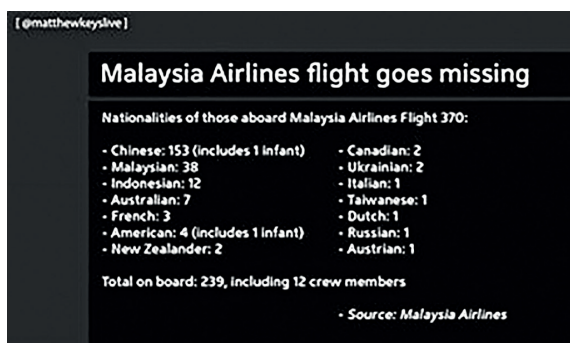 [ @matthewkeyslive ]
Malaysia Airlines flight goes missing
Nationalities of those aboard Malaysia Airlines Flight 370:
- Chinese: 153 (includes 1 infant)
- Malaysian: 38
- Indonesian: 12
- Australian: 7
- French: 3
- American: 4 (includes 1 infant)
- New Zealander: 2
- Canadian: 2
- Ukrainian: 2
- Italian: 1
- Taiwanese: 1
- Dutch: 1
- Russian: 1
- Austrian: 1
Total on board: 239, including 12 crew members
- Source: Malaysia Airlines